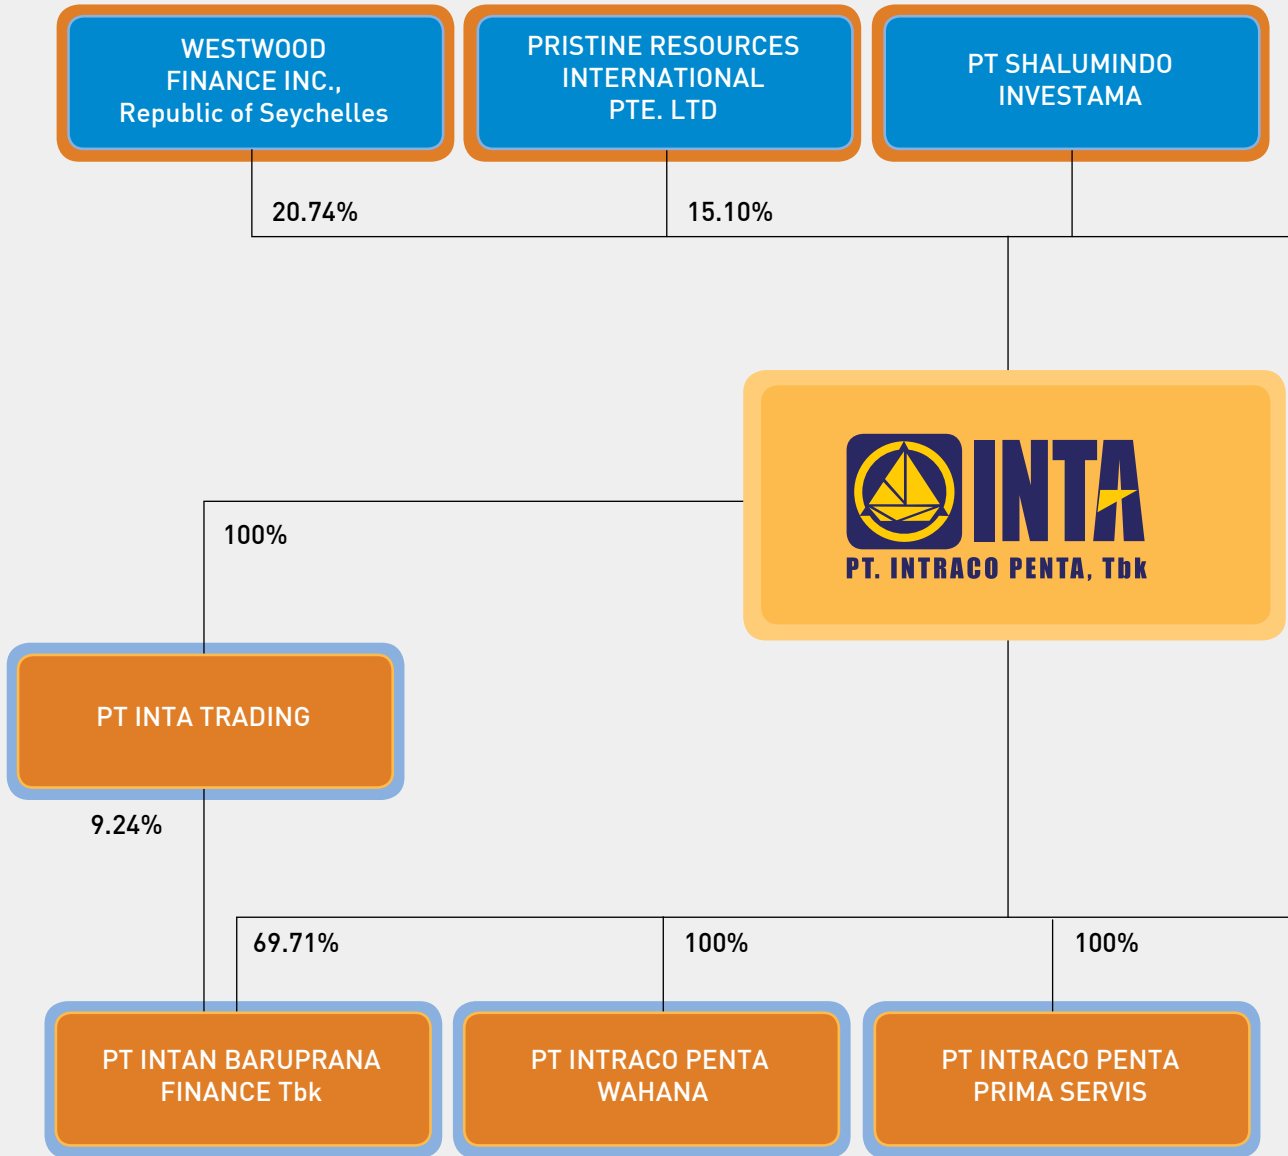 WESTWOOD
FINANCE INC.,
Republic of Seychelles
PRISTINE RESOURCES
INTERNATIONAL
PTE. LTD
PT SHALUMINDO
INVESTAMA
20.74%
15.10%
INTA
PT. INTRACO PENTA, Tbk
100%
PT INTA TRADING
9.24%
69.71%
100%
100%
PT INTAN BARUPRANA
FINANCE Tbk
PT INTRACO PENTA
WAHANA
PT INTRACO PENTA
PRIMA SERVIS